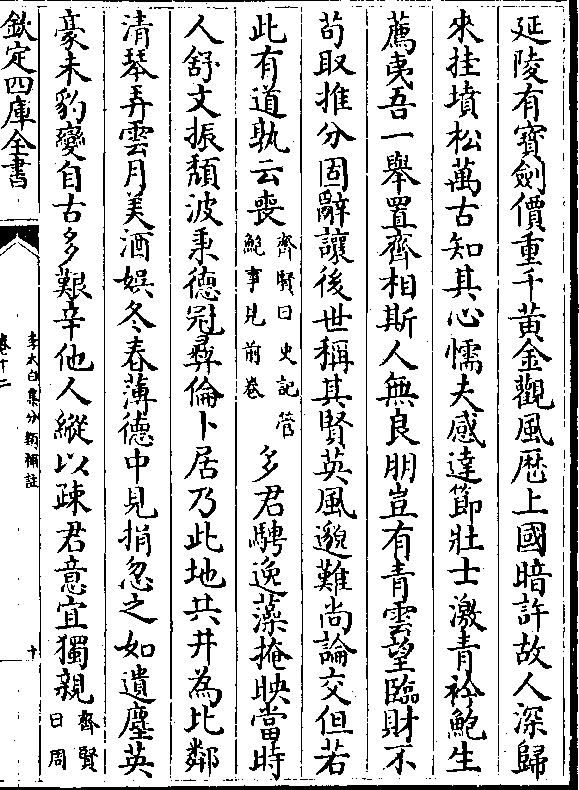 延陵有寳劍價重千黄金觀風歴上國暗許故人深歸
來挂墳松萬古知其心懦夫感達節壯士激青衿鮑生
薦夷吾一舉置齊相斯人無良朋豈有青雲望臨財不
苟取推分固辭讓後世稱其賢英風邈難尚論交但若
此有道孰云喪齊賢曰史記管鮑事見前卷多君騁逸藻掩映當時
人舒文振頽波秉德冠彛倫卜居乃此地共井為比鄰
清琴弄雲月美酒娱冬春薄德中見捐忽之如遺塵英
豪未豹變自古多艱辛他人縱以疎君意宜獨親齊賢曰周
欽定四庫全書
李太白集分類補註
卷十二
十